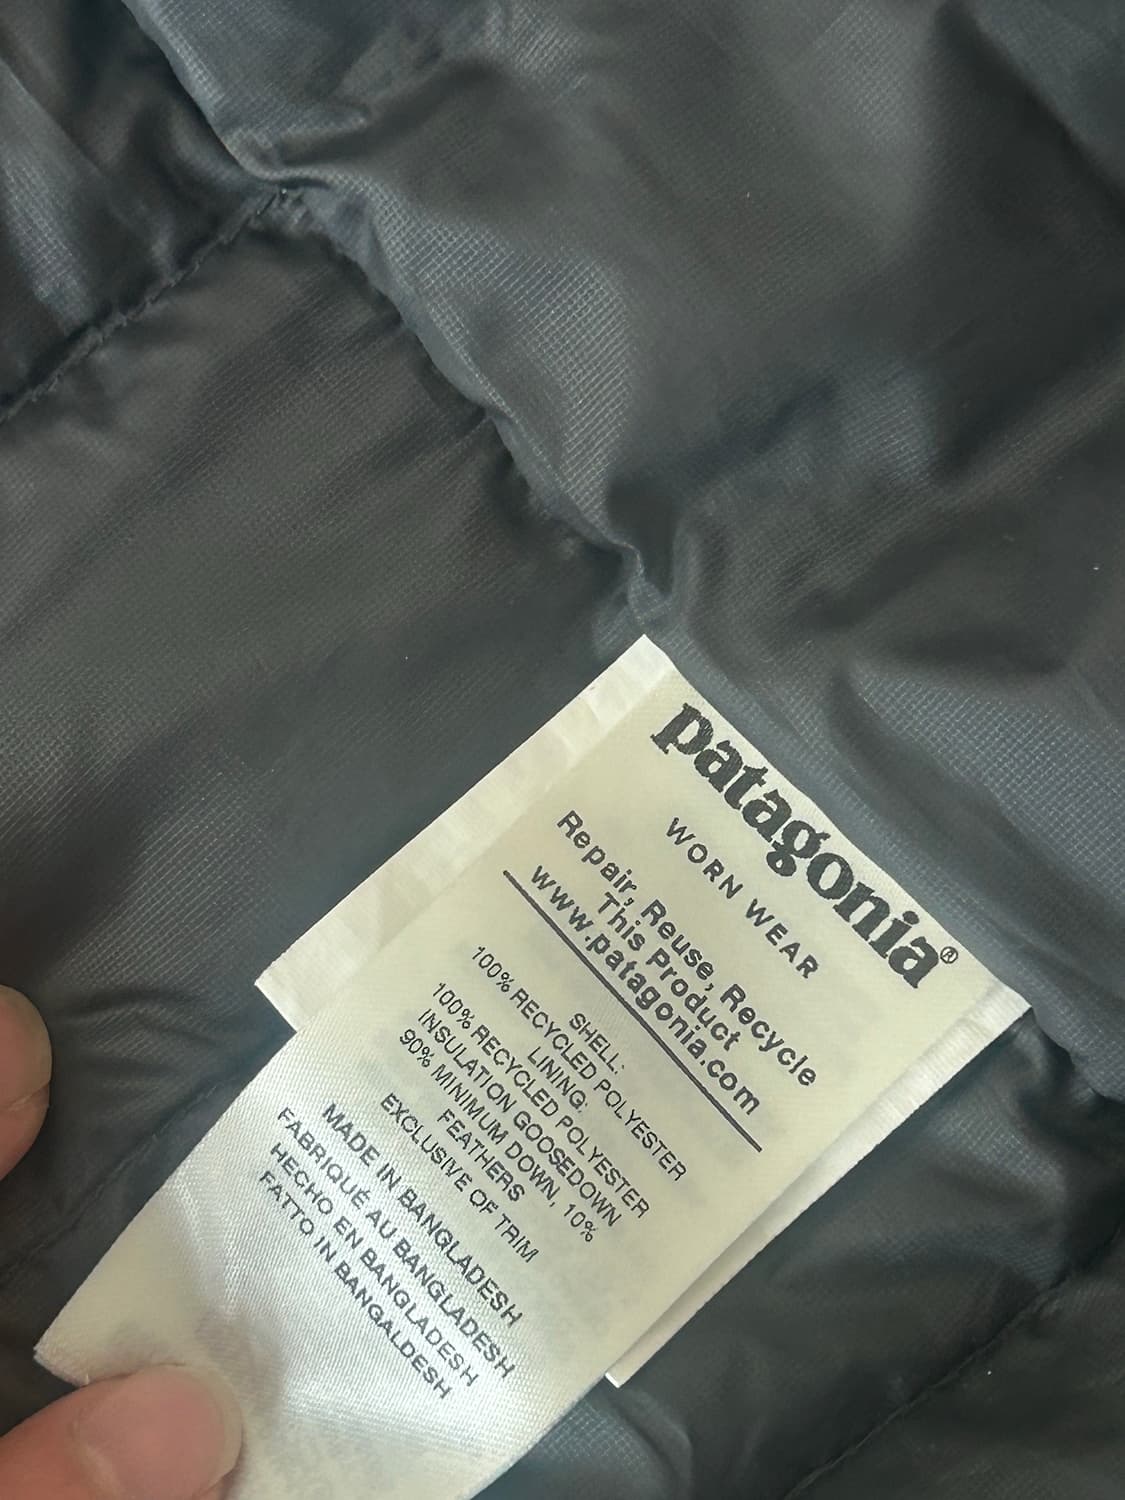 patagonia®
WORN WEAR
Repair, Reuse, Recycle
This Product
www.patagonia.com
SHELL:
100% RECYCLED POLYESTER
LINING:
100% RECYCLED POLYESTER
INSULATION GOOSEDOWN
90% MINIMUM DOWN, 10%
FEATHERS
EXCLUSIVE OF TRIM
MADE IN BANGLADESH
FABRIQUÉ AU BANGLADESH
HECHO EN BANGLADESH
FATTO IN BANGALDESH